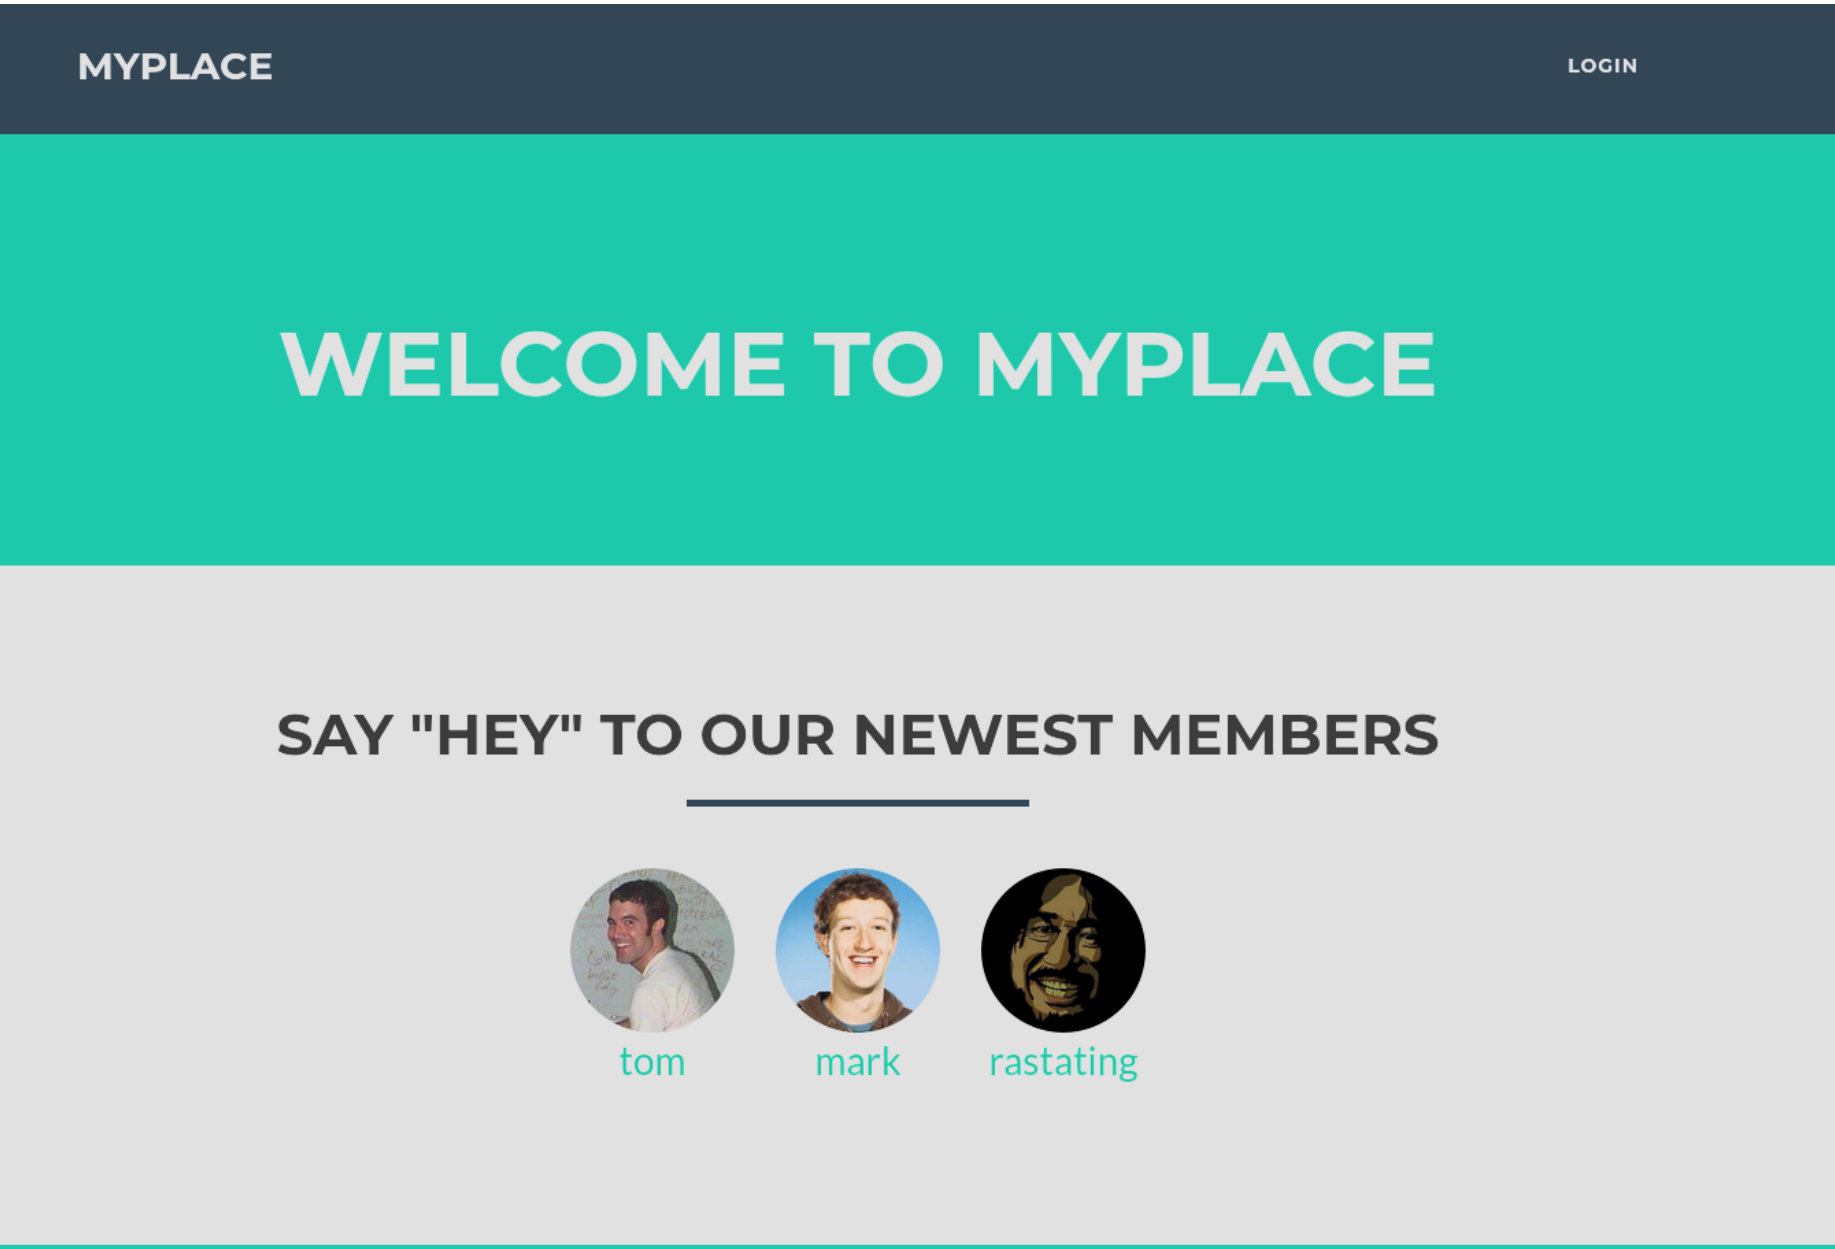 MYPLACE
LOGIN
WELCOME TO MYPLACE
SAY "HEY" TO OUR NEWEST MEMBERS
tom
mark
rastating